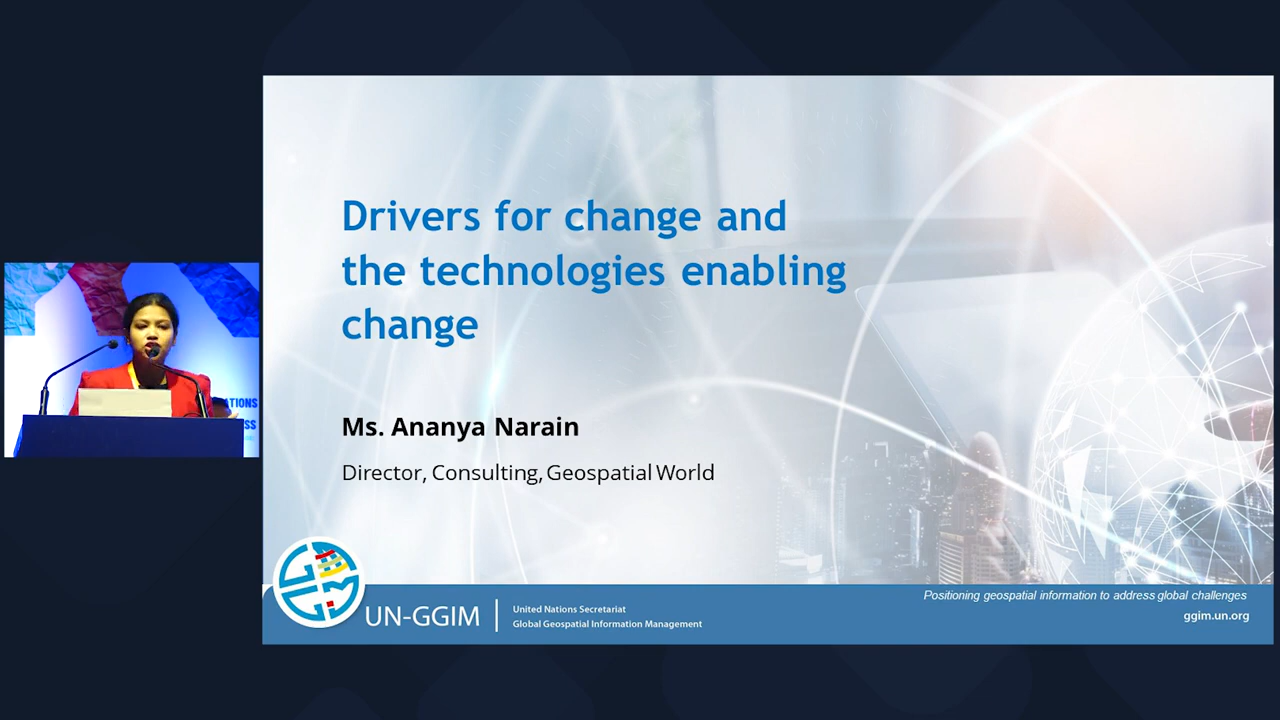 Drivers for change and
the technologies enabling
change
Ms. Ananya Narain
Director, Consulting, Geospatial World
UN-GGIM
United Nations Secretariat
Global Geospatial Information Management
Positioning geospatial information to address global challenges
ggim.un.org